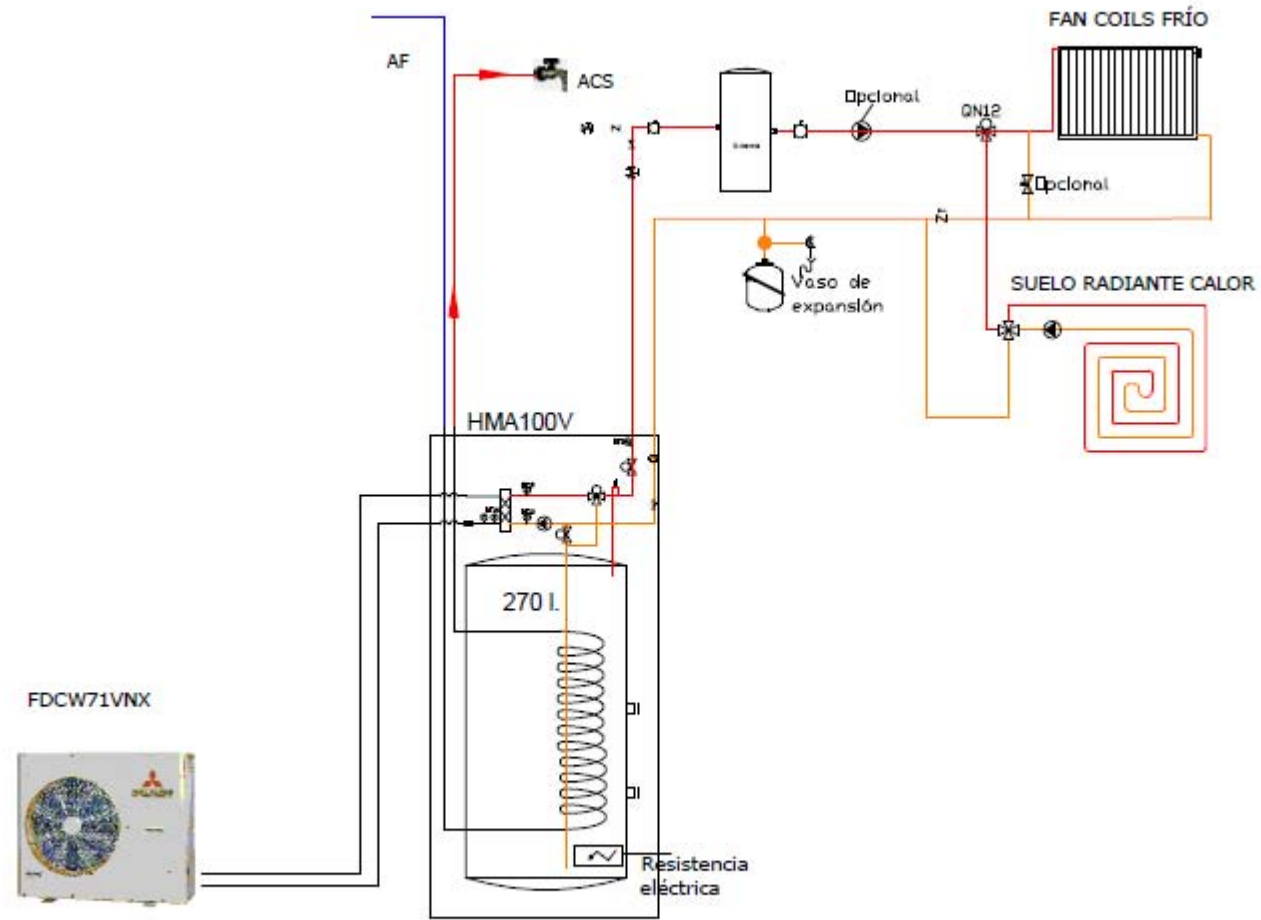 FAN COILS FRÍO
AF
ACS
Opcional
QN12
Opcional
Vaso de
expansión
SUELO RADIANTE CALOR
HMA100V
270 l.
FDCW71VNX
Resistencia
eléctrica